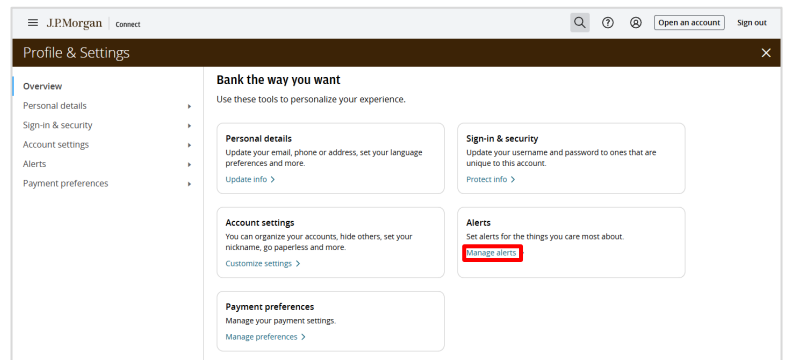 J.P.Morgan Connect
Open an account
Sign out
Profile & Settings
Overview
Personal details
Sign-in & security
Account settings
Alerts
Payment preferences
Bank the way you want
Use these tools to personalize your experience.
Personal details
Update your email, phone or address, set your language
preferences and more.
Update info
Sign-in & security
Update your username and password to ones that are
unique to this account.
Protect info
Account settings
You can organize your accounts, hide others, set your
nickname, go paperless and more.
Customize settings
Alerts
Set alerts for the things you care most about.
Manage alerts
Payment preferences
Manage your payment settings.
Manage preferences